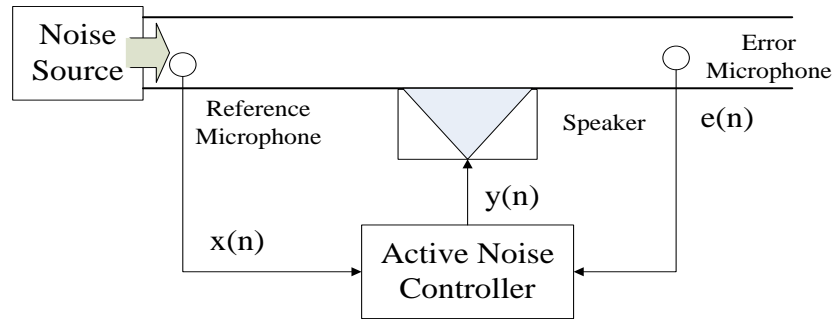 Noise
Source
Error
Microphone
Reference
Microphone
Speaker
e(n)
y(n)
x(n)
Active Noise
Controller